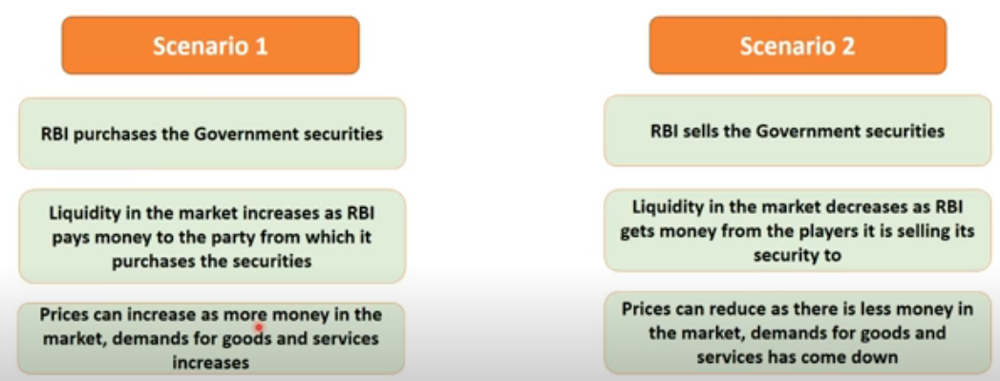 Scenario 1
RBI purchases the Government securities
Liquidity in the market increases as RBI
pays money to the party from which it
purchases the securities
Prices can increase as more money in the
market, demands for goods and services
increases
Scenario 2
RBI sells the Government securities
Liquidity in the market decreases as RBI
gets money from the players it is selling its
security to
Prices can reduce as there is less money in
the market, demands for goods and
services has come down